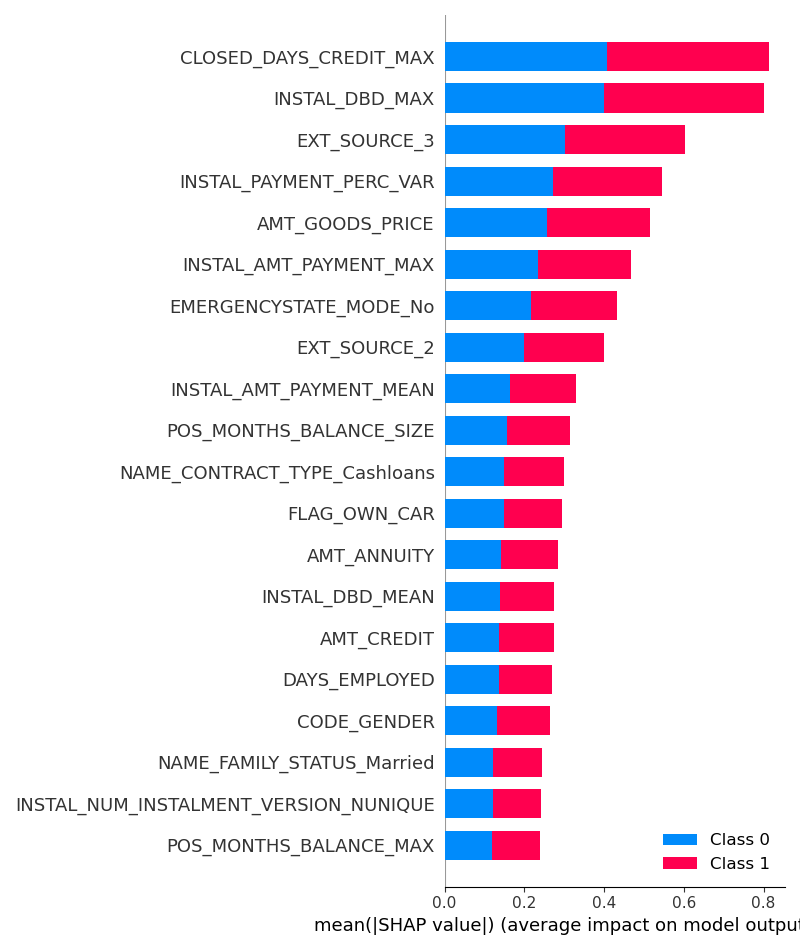 CLOSED_DAYS_CREDIT_MAX
INSTAL_DBD_MAX
EXT_SOURCE_3
INSTAL_PAYMENT_PERC_VAR
AMT_GOODS_PRICE
INSTAL_AMT_PAYMENT_MAX
EMERGENCYSTATE_MODE_No
EXT_SOURCE_2
INSTAL_AMT_PAYMENT_MEAN
POS_MONTHS_BALANCE_SIZE
NAME_CONTRACT_TYPE_Cashloans
FLAG_OWN_CAR
AMT_ANNUITY
INSTAL_DBD_MEAN
AMT_CREDIT
DAYS_EMPLOYED
CODE_GENDER
NAME_FAMILY_STATUS_Married
INSTAL_NUM_INSTALMENT_VERSION_NUNIQUE
POS_MONTHS_BALANCE_MAX
Class 0
Class 1
0.0 0.2 0.4 0.6 0.8
mean(|SHAP value|) (average impact on model output